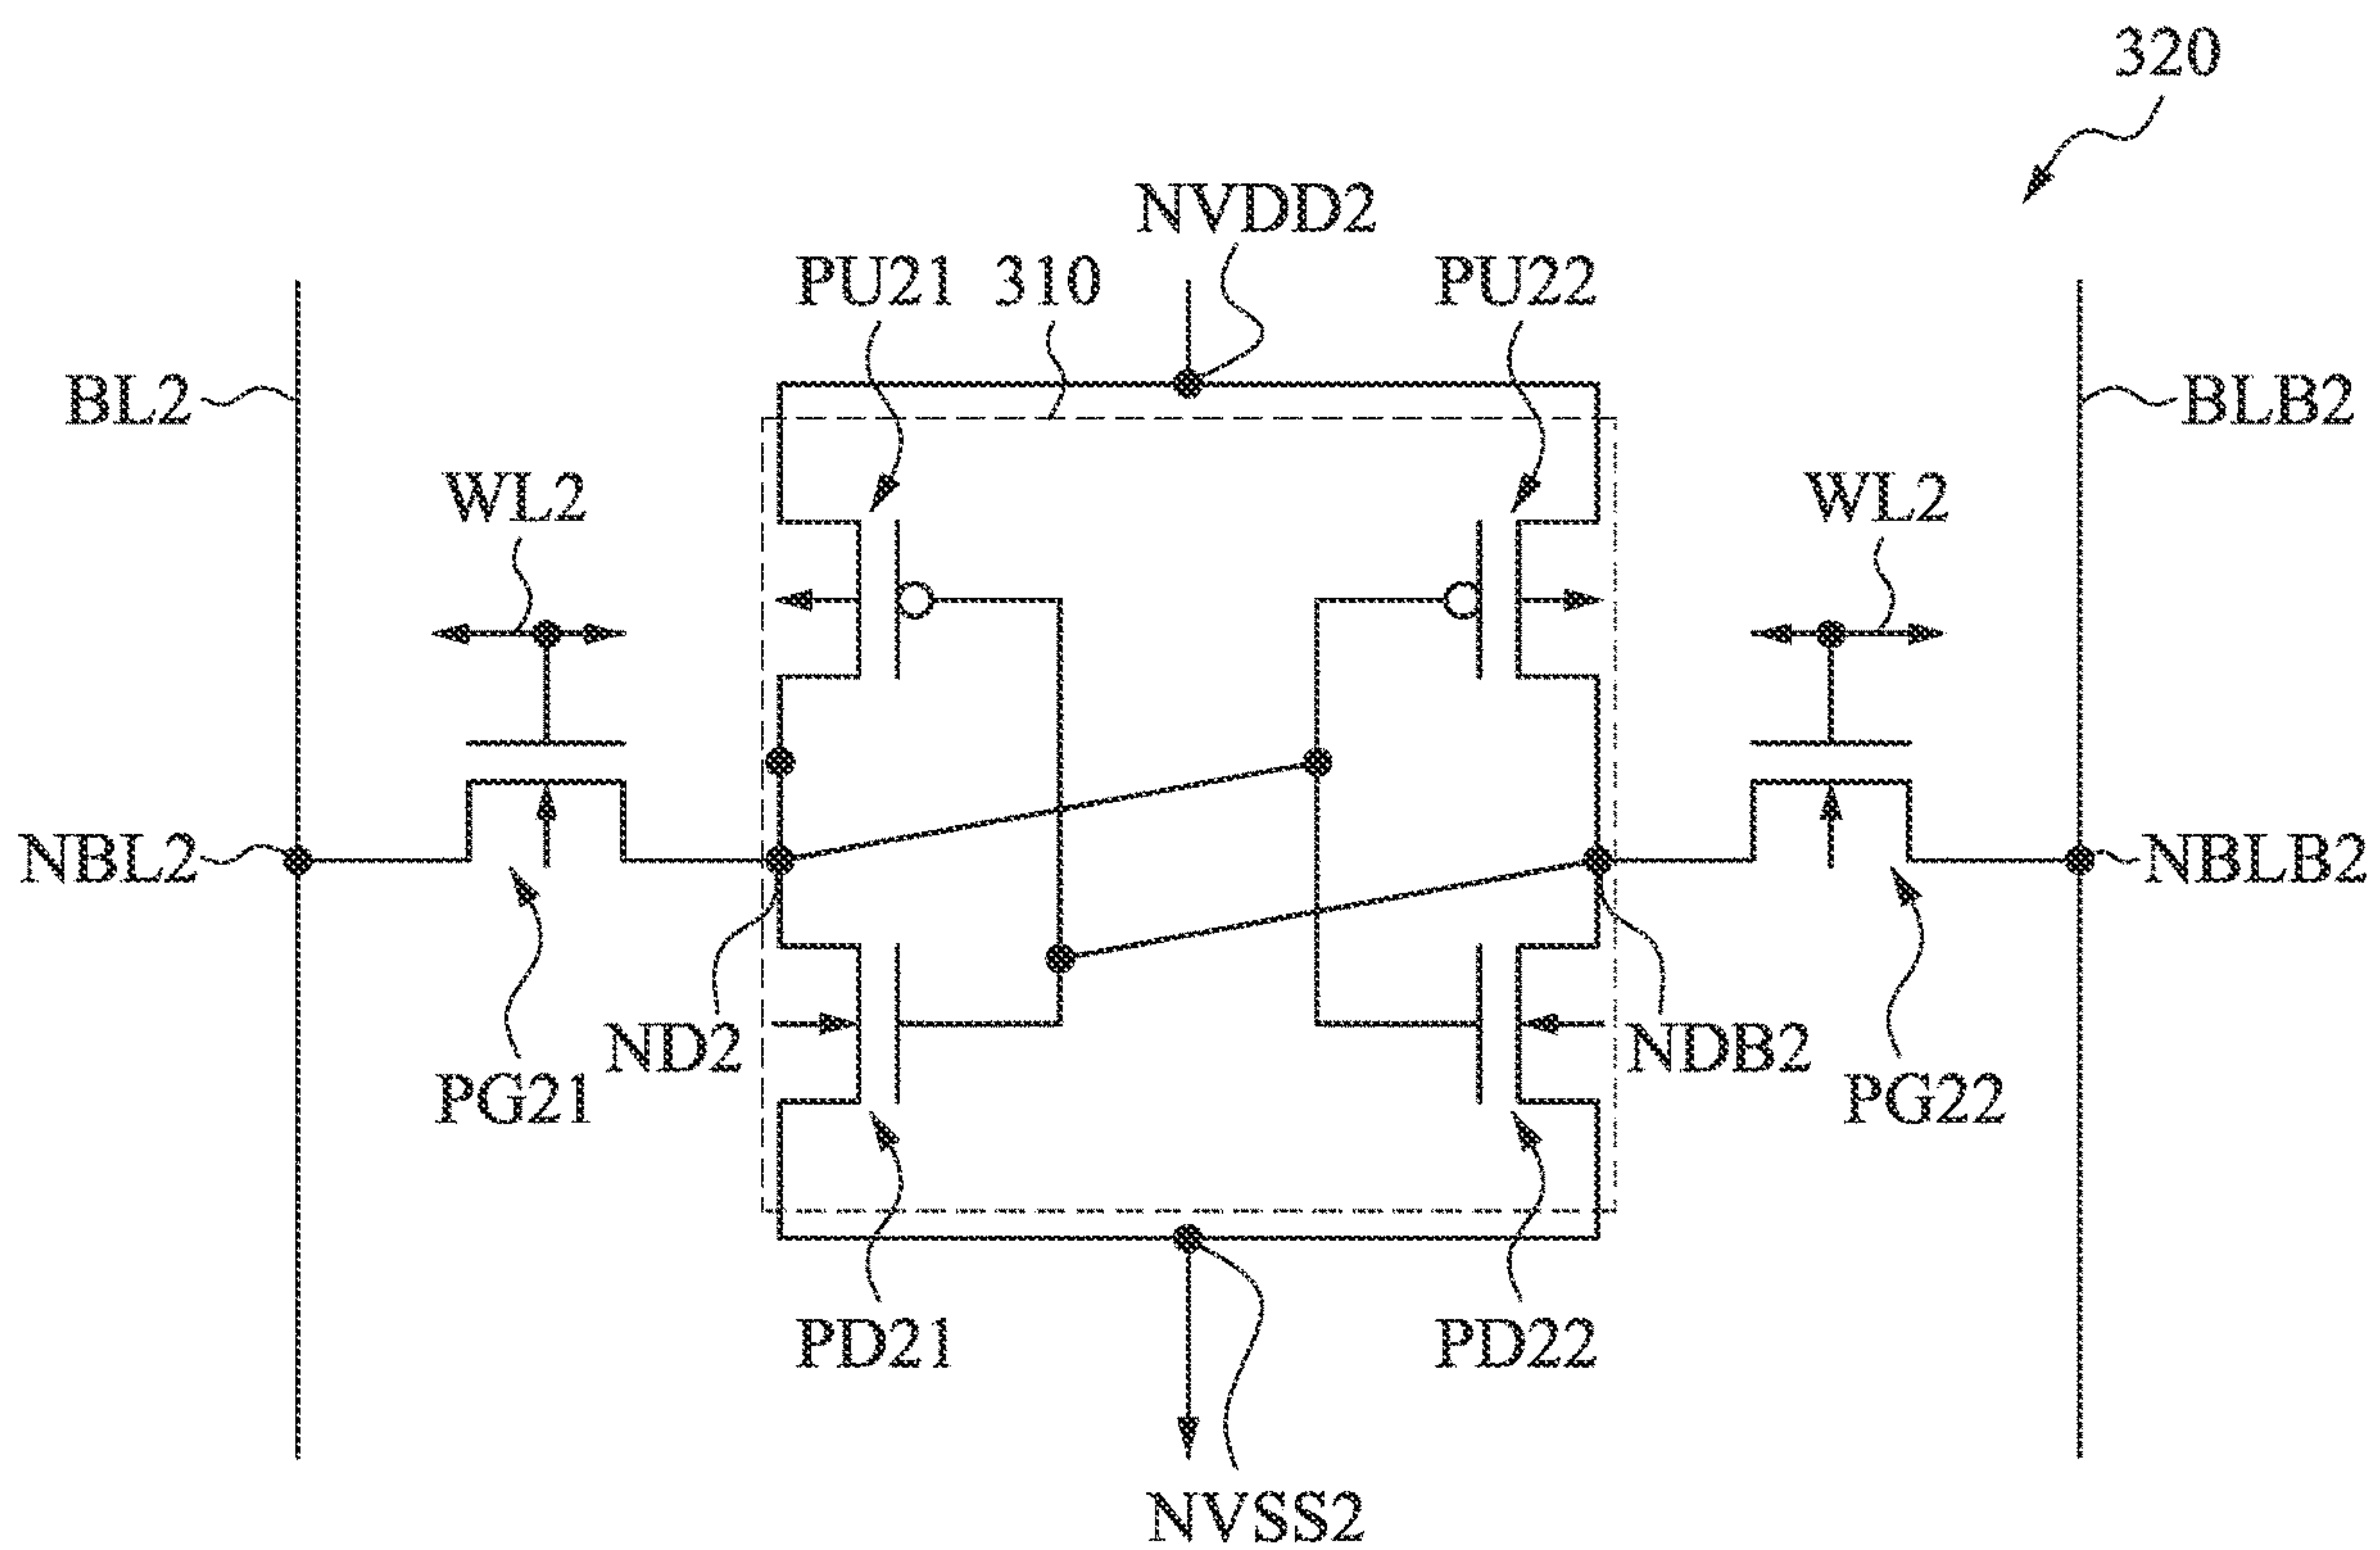 320
NVDD2
PU21
310
PU22
BL2
BLB2
WL2
WL2
NBL2
NBLB2
ND2
NDB2
PG21
PG22
PD21
PD22
NVSS2